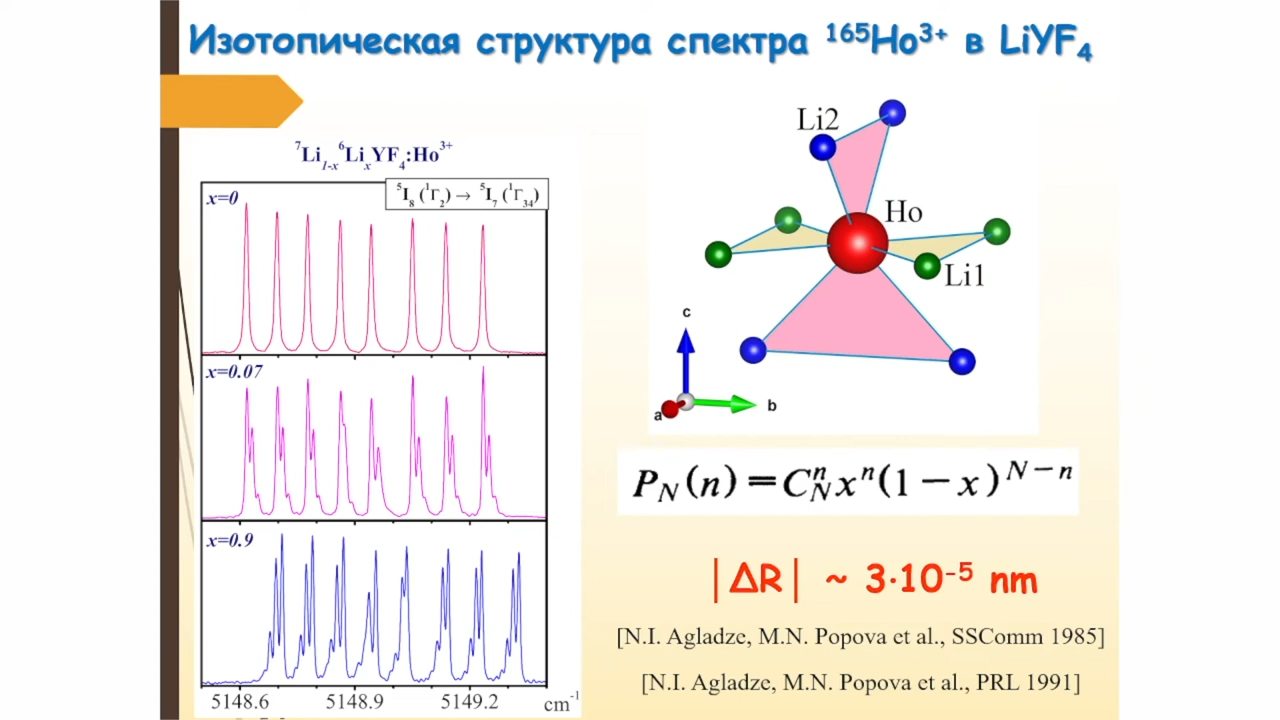 Изотопическая структура спектра ¹⁶⁵Ho³⁺ в LiYF₄
⁷Li₁₋ₓ⁶LiₓYF₄:Ho³⁺
⁵I₈ (¹Γ₂) → ⁵I₇ (¹Γ₃₄)
x=0
x=0.07
x=0.9
5148.6 5148.9 5149.2 cm⁻¹
Li2
Ho
Li1
c
b
a
P_N(n) = C_N^n x^n (1 − x)^{N − n}
|ΔR| ~ 3·10⁻⁵ nm
[N.I. Agladze, M.N. Popova et al., SSComm 1985]
[N.I. Agladze, M.N. Popova et al., PRL 1991]